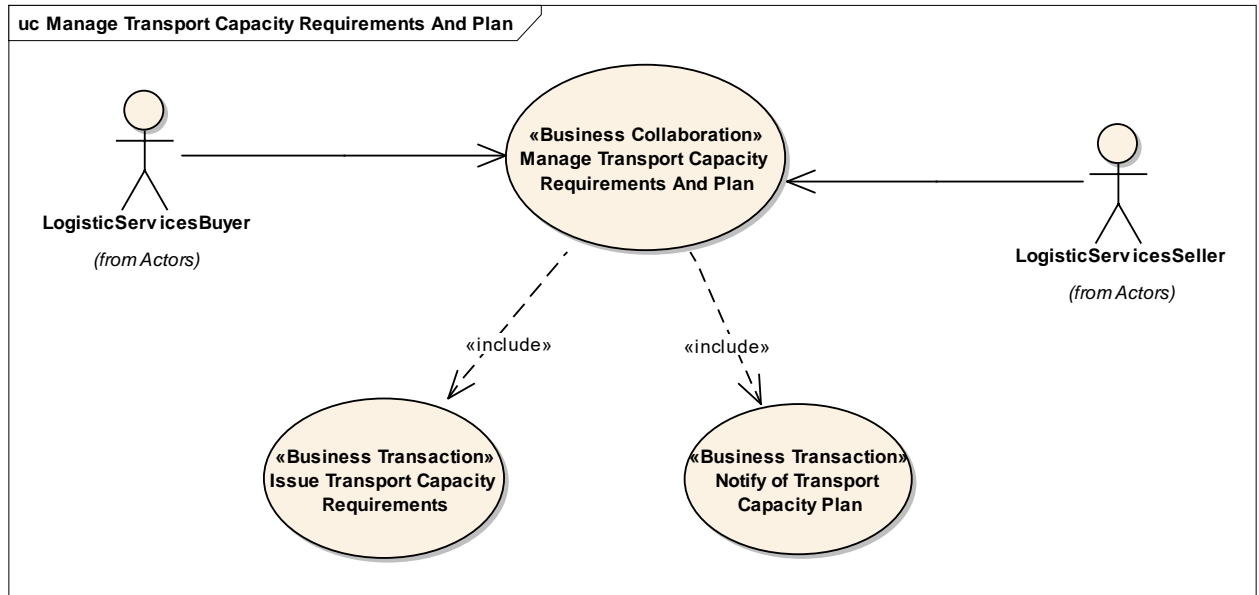 uc Manage Transport Capacity Requirements And Plan
«Business Collaboration»
Manage Transport Capacity
Requirements And Plan
LogisticServicesBuyer
(from Actors)
LogisticServicesSeller
(from Actors)
«include»
«include»
«Business Transaction»
Issue Transport Capacity
Requirements
«Business Transaction»
Notify of Transport
Capacity Plan